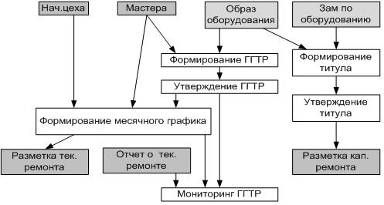 Нач.цеха
Мастера
Образ
оборудования
Зам по
оборудованию
Формирование ГГТР
Формирование
титула
Утверждение ГГТР
Утверждение
титула
Формирование месячного графика
Разметка тек.
ремонта
Отчет о тек.
ремонте
Разметка кап.
ремонта
Мониторинг ГГТР